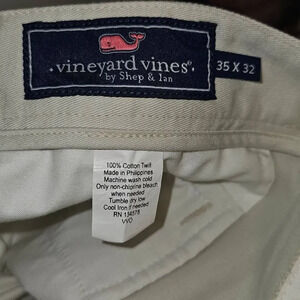 vineyard vines®
by Shep & Ian
35 X 32
100% Cotton Twill
Made in Philippines
Machine wash cold
Only non-chlorine bleach
when needed
Tumble dry low
Cool Iron if needed
RN 134578
VVO